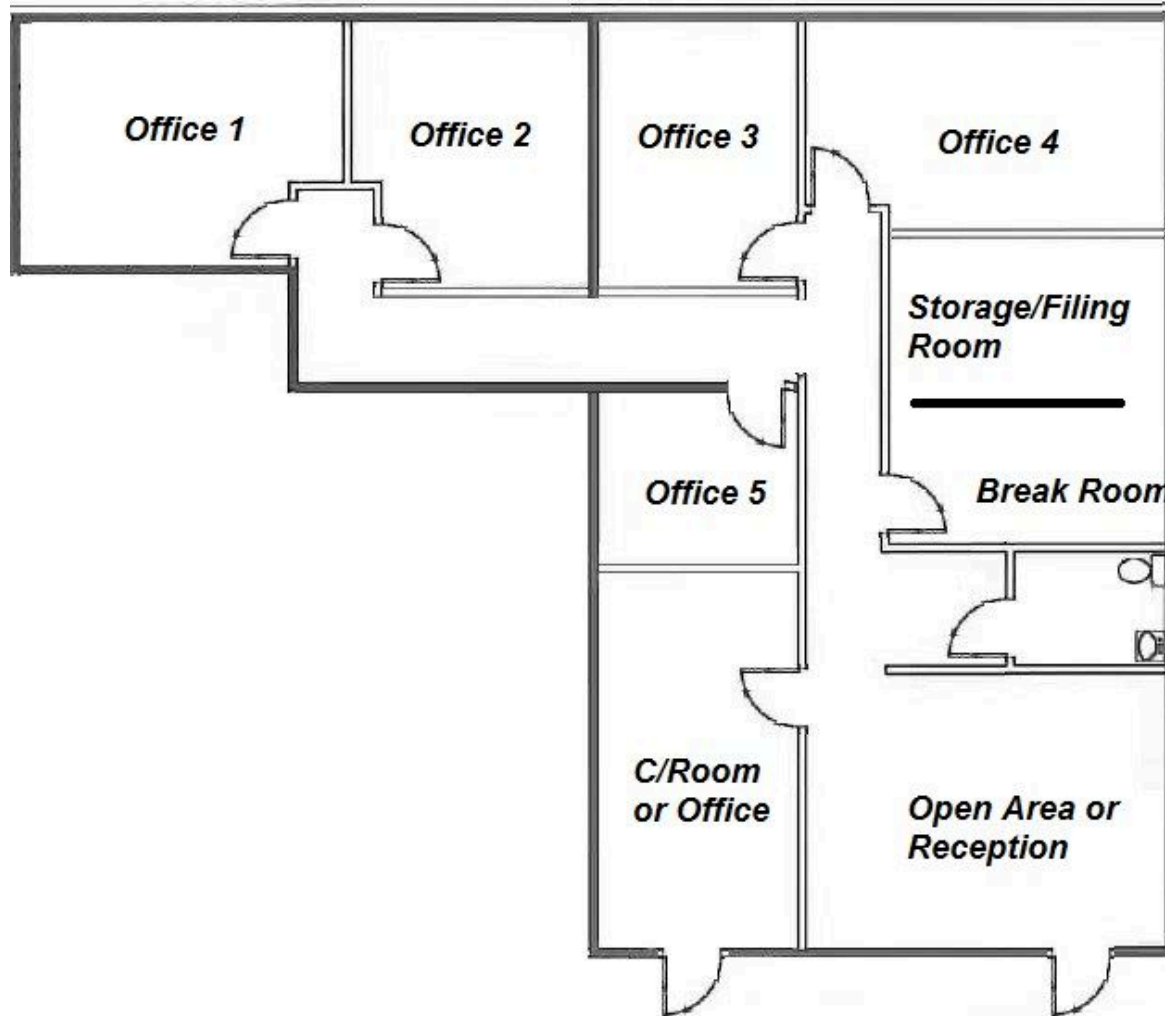 Office 1
Office 2
Office 3
Office 4
Storage/Filing
Room
Office 5
Break Room
C/Room
or Office
Open Area or
Reception